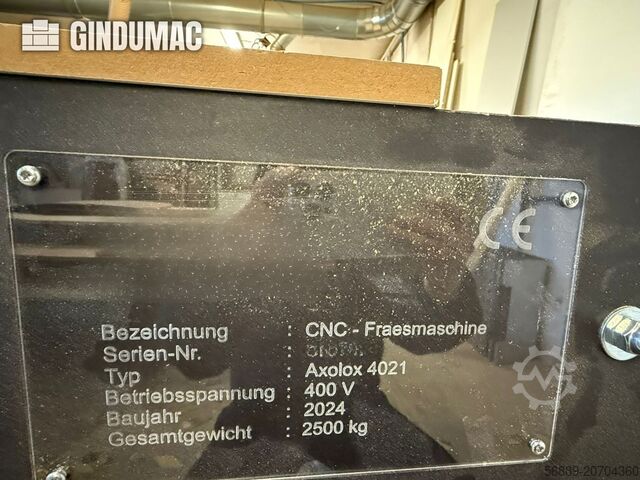 GINDUMAC
CE
Bezeichnung : CNC - Fraesmaschine
Serien-Nr. :
Typ : Axolox 4021
Betriebsspannung : 400 V
Baujahr : 2024
Gesamtgewicht : 2500 kg
56889-20704360